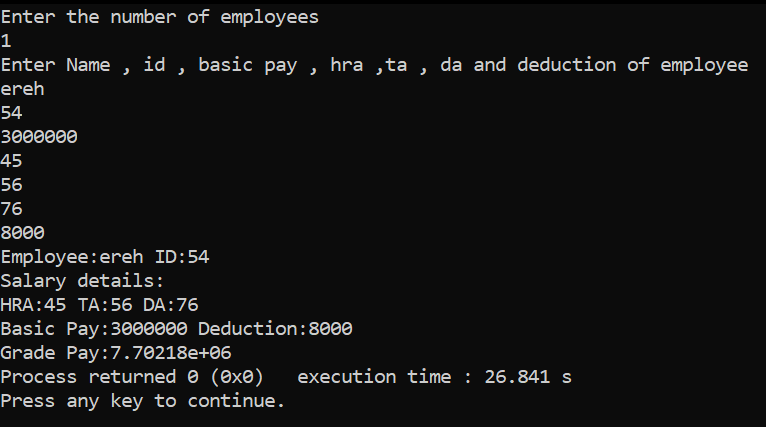 Enter the number of employees
1
Enter Name , id , basic pay , hra ,ta , da and deduction of employee
ereh
54
3000000
45
56
76
8000
Employee:ereh ID:54
Salary details:
HRA:45 TA:56 DA:76
Basic Pay:3000000 Deduction:8000
Grade Pay:7.70218e+06
Process returned 0 (0x0)   execution time : 26.841 s
Press any key to continue.